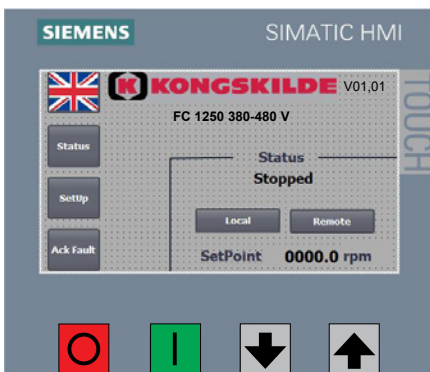 SIEMENS
SIMATIC HMI
TOUCH
KONGSKILDE V01,01
FC 1250 380-480 V
Status
Status
Stopped
SetUp
Local
Remote
Ack Fault
SetPoint 0000.0 rpm